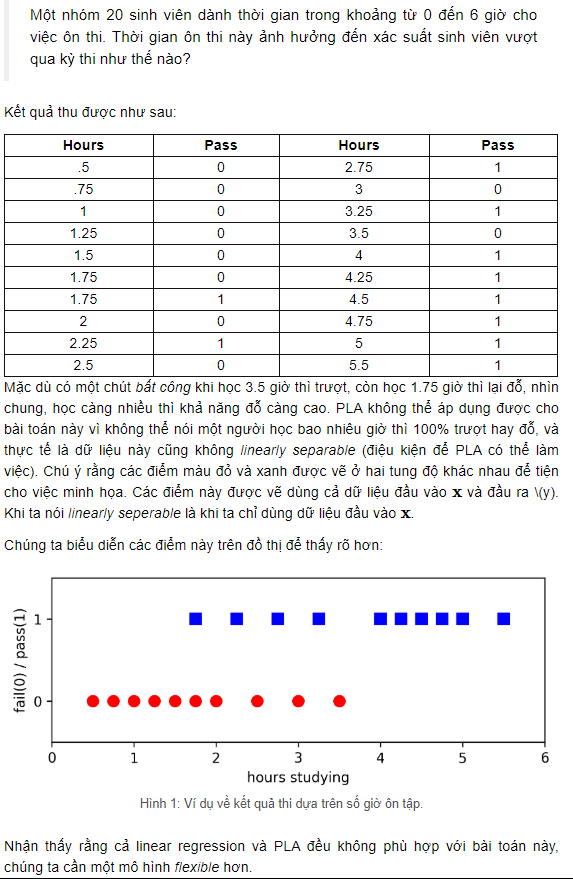 Một nhóm 20 sinh viên dành thời gian trong khoảng từ 0 đến 6 giờ cho
việc ôn thi. Thời gian ôn thi này ảnh hưởng đến xác suất sinh viên vượt
qua kỳ thi như thế nào?
Kết quả thu được như sau:
Hours Pass Hours Pass
.5 0 2.75 1
.75 0 3 0
1 0 3.25 1
1.25 0 3.5 0
1.5 0 4 1
1.75 0 4.25 1
1.75 1 4.5 1
2 0 4.75 1
2.25 1 5 1
2.5 0 5.5 1
Mặc dù có một chút bất công khi học 3.5 giờ thì trượt, còn học 1.75 giờ thì lại đỗ, nhìn
chung, học càng nhiều thì khả năng đỗ càng cao. PLA không thể áp dụng được cho
bài toán này vì không thể nói một người học bao nhiêu giờ thì 100% trượt hay đỗ, và
thực tế là dữ liệu này cũng không linearly separable (điệu kiện để PLA có thể làm
việc). Chú ý rằng các điểm màu đỏ và xanh được vẽ ở hai tung độ khác nhau để tiện
cho việc minh họa. Các điểm này được vẽ dùng cả dữ liệu đầu vào x và đầu ra \(y).
Khi ta nói linearly seperable là khi ta chỉ dùng dữ liệu đầu vào x.
Chúng ta biểu diễn các điểm này trên đồ thị để thấy rõ hơn:
fail(0) / pass(1)
1
0
0 1 2 3 4 5 6
hours studying
Hình 1: Ví dụ về kết quả thi dựa trên số giờ ôn tập.
Nhận thấy rằng cả linear regression và PLA đều không phù hợp với bài toán này,
chúng ta cần một mô hình flexible hơn.